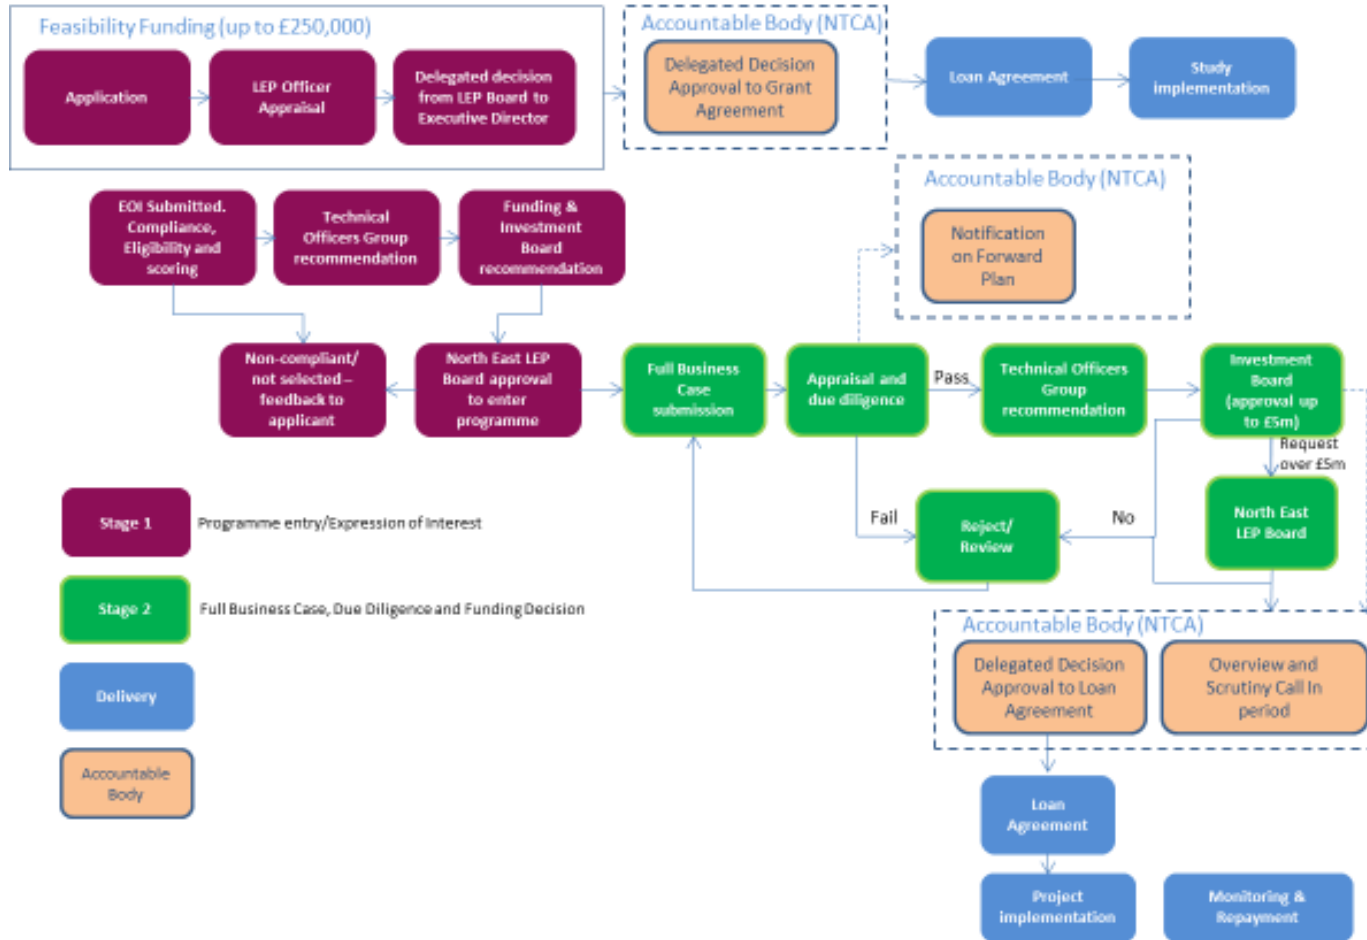 Feasibility Funding (up to £250,000)
Application
LEP Officer
Appraisal
Delegated decision
from LEP Board to
Executive Director
Accountable Body (NTCA)
Delegated Decision
Approval to Grant
Agreement
Loan Agreement
Study
implementation
EOI Submitted.
Compliance,
Eligibility and
scoring
Technical
Officers Group
recommendation
Funding &
Investment
Board
recommendation
Accountable Body (NTCA)
Notification
on Forward
Plan
Non-compliant/
not selected –
feedback to
applicant
North East LEP
Board approval
to enter
programme
Full Business
Case
submission
Appraisal and
due diligence
Pass
Technical Officers
Group
recommendation
Investment
Board
(approval up
to £5m)
Request
over £5m
Fail
Reject/
Review
No
North East
LEP Board
Stage 1
Programme entry/Expression of Interest
Stage 2
Full Business Case, Due Diligence and Funding Decision
Delivery
Accountable
Body
Accountable Body (NTCA)
Delegated Decision
Approval to Loan
Agreement
Overview and
Scrutiny Call In
period
Loan
Agreement
Project
implementation
Monitoring &
Repayment